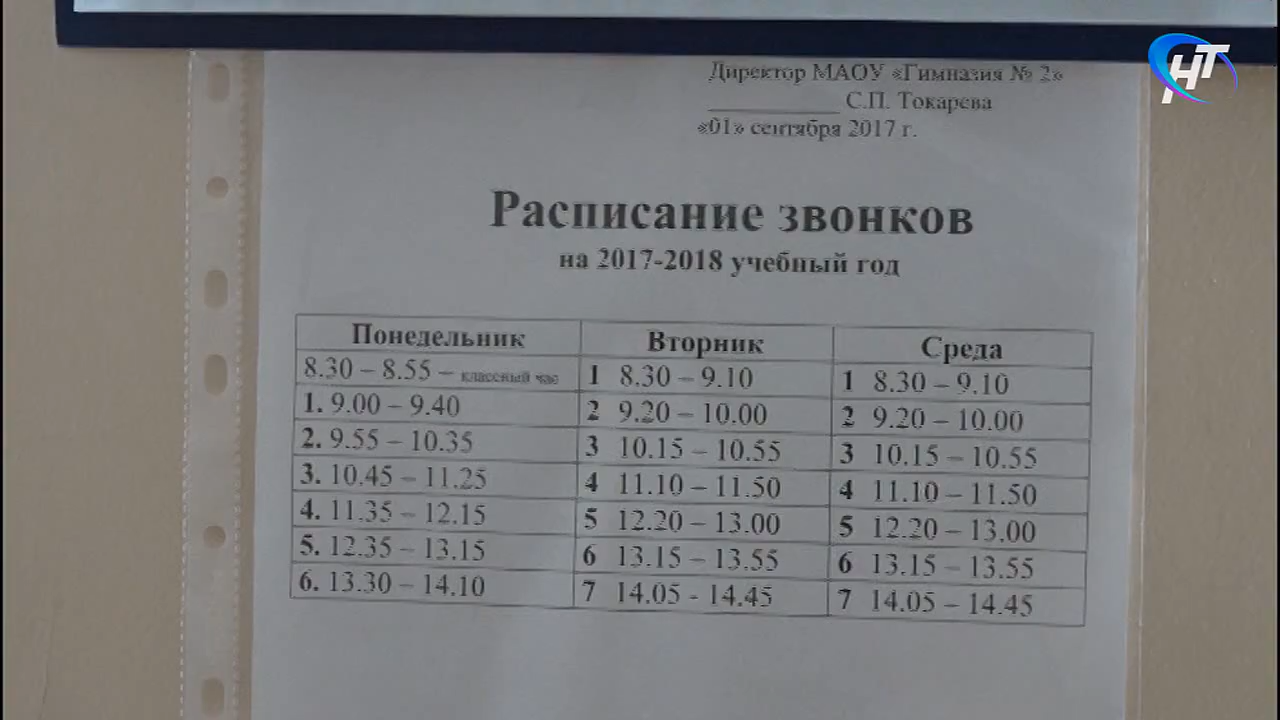 НТ
Директор МАОУ «Гимназия № 2»
____________ С.П. Токарева
«01» сентября 2017 г.
Расписание звонков
на 2017-2018 учебный год
Понедельник Вторник Среда
8.30 – 8.55 – классный час 1 8.30 – 9.10 1 8.30 – 9.10
1. 9.00 – 9.40 2 9.20 – 10.00 2 9.20 – 10.00
2. 9.55 – 10.35 3 10.15 – 10.55 3 10.15 – 10.55
3. 10.45 – 11.25 4 11.10 – 11.50 4 11.10 – 11.50
4. 11.35 – 12.15 5 12.20 – 13.00 5 12.20 – 13.00
5. 12.35 – 13.15 6 13.15 – 13.55 6 13.15 – 13.55
6. 13.30 – 14.10 7 14.05 - 14.45 7 14.05 – 14.45